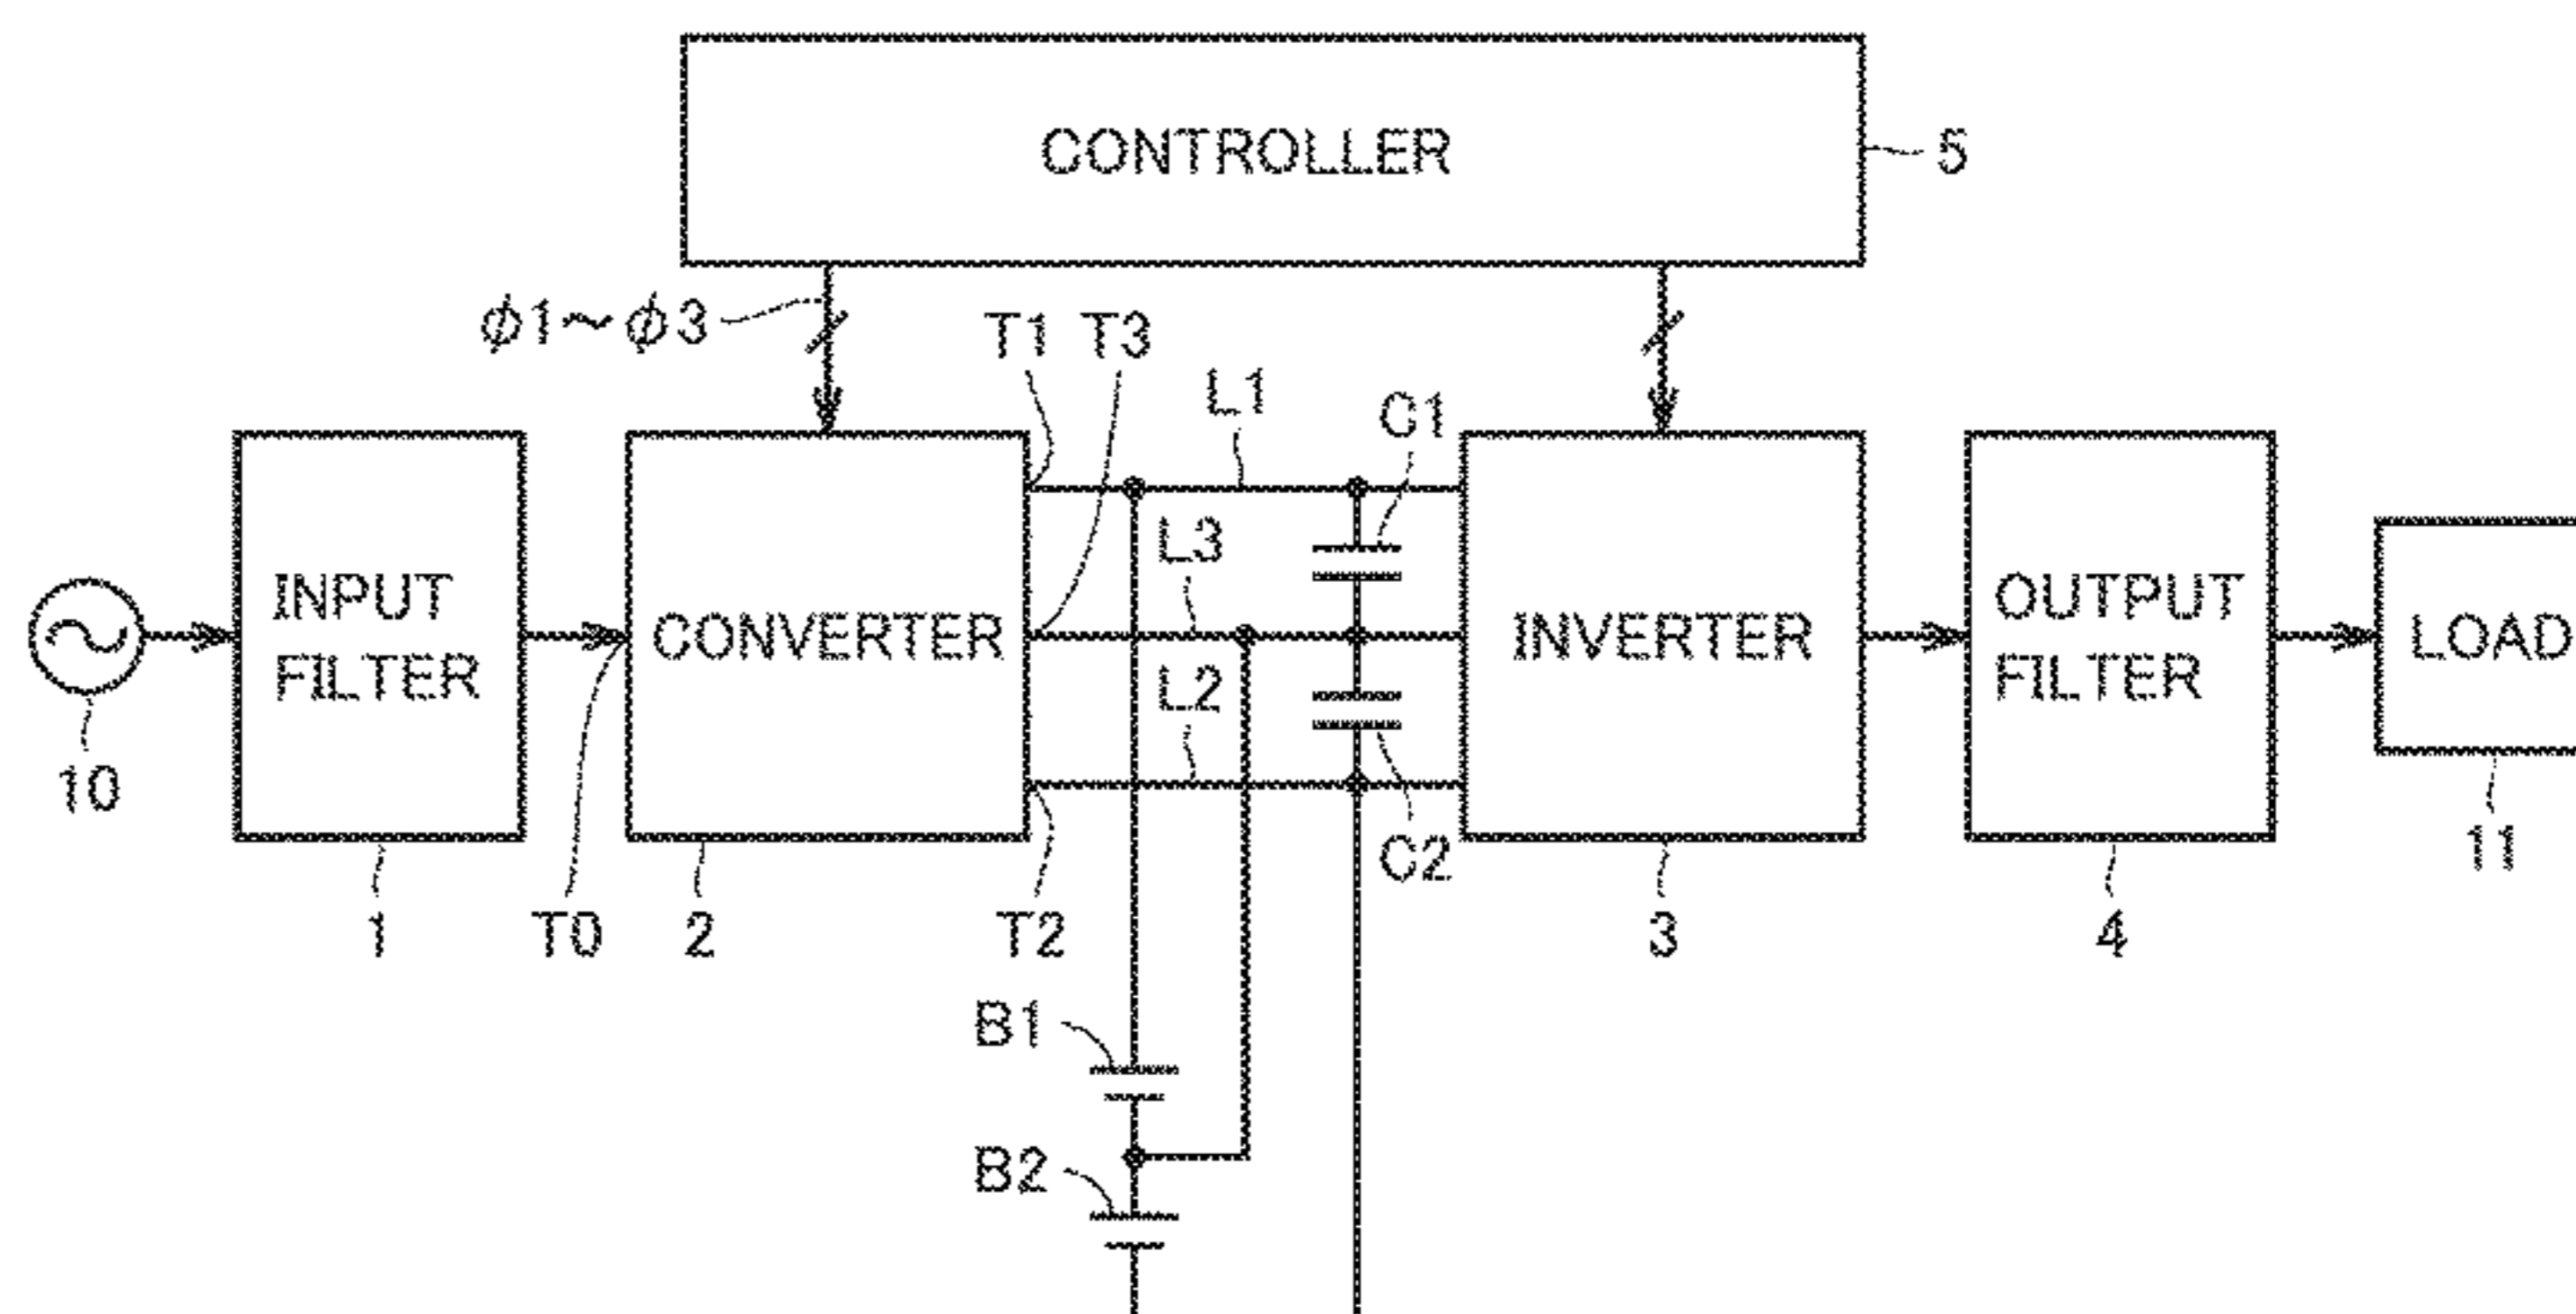 CONTROLLER
5
ϕ1～ϕ3
T1
T3
L1
C1
L3
INPUT
FILTER
CONVERTER
INVERTER
OUTPUT
FILTER
LOAD
L2
10
C2
11
1
T0
2
T2
3
4
B1
B2